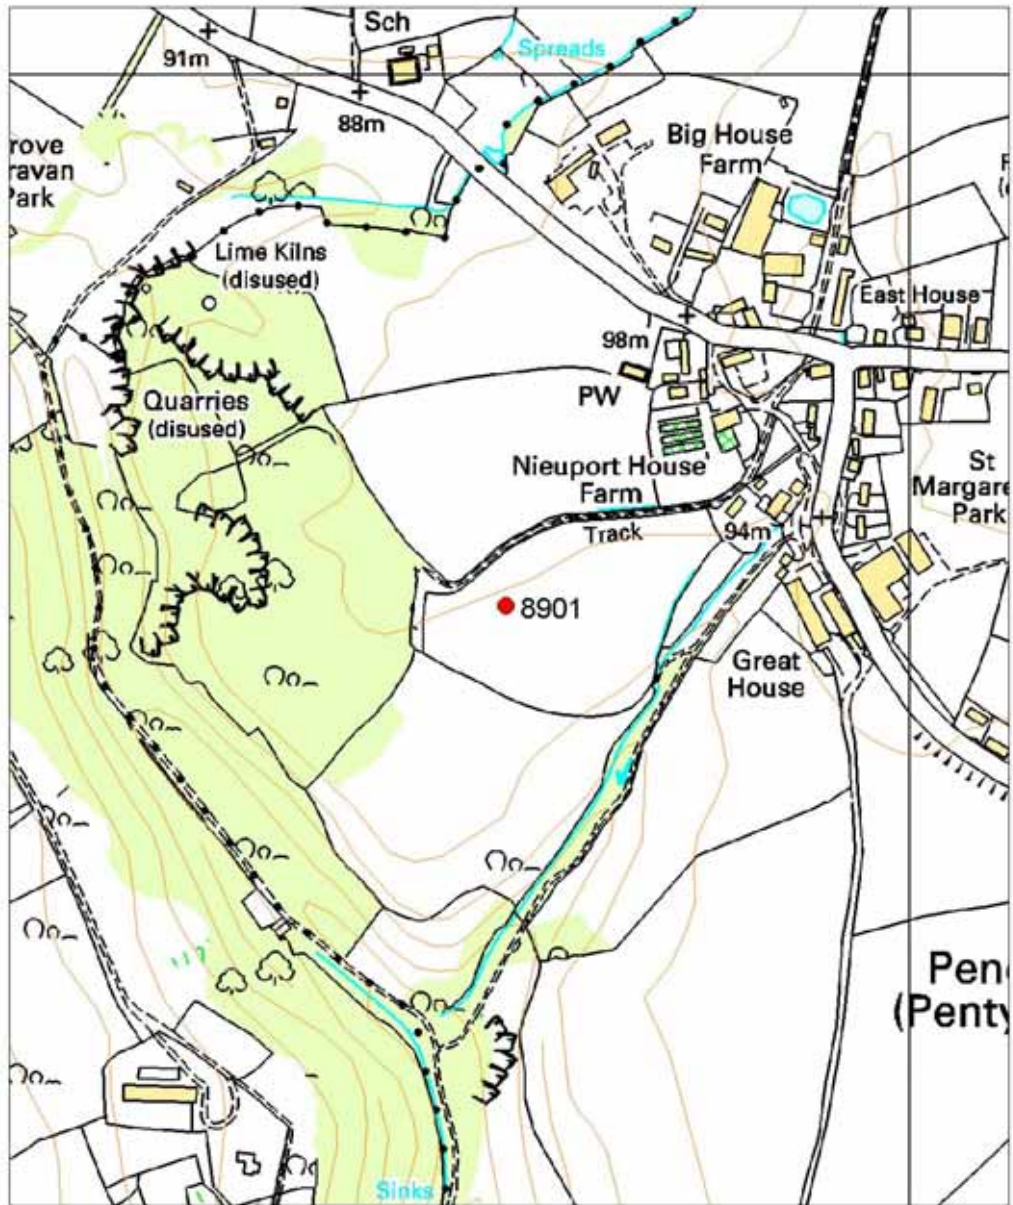 Sch
Spreads
91m
88m
Big House
Farm
rove
ravan
Park
Lime Kilns
(disused)
East House
98m
PW
Quarries
(disused)
Nieuport House
Farm
St
Margare
Park
Track
94m
8901
Great
House
Pen
(Penty
Sinks